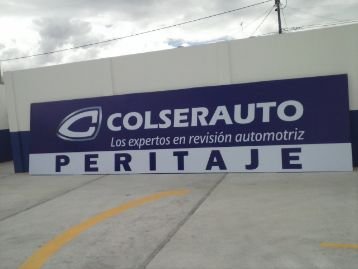 COLSERAUTO
Los expertos en revisión automotriz
PERITAJE